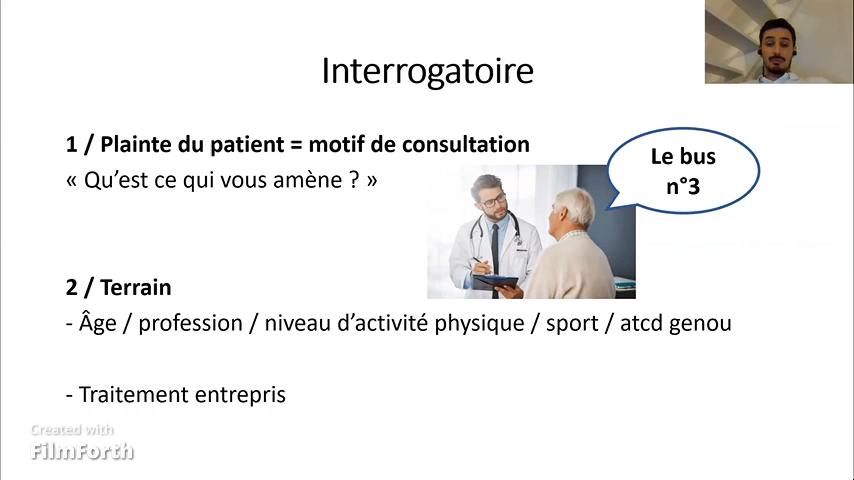 Interrogatoire
1 / Plainte du patient = motif de consultation
« Qu’est ce qui vous amène ? »
Le bus
n°3
2 / Terrain
- Âge / profession / niveau d’activité physique / sport / atcd genou
- Traitement entrepris
Created with
FilmForth